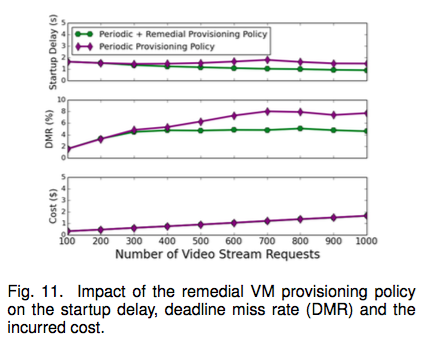 Startup Delay (s)
5
4
3
2
1
0
Periodic + Remedial Provisioning Policy
Periodic Provisioning Policy
DMR (%)
10
8
6
4
2
0
Cost ($)
5
4
3
2
1
0
100 200 300 400 500 600 700 800 900 1000
Number of Video Stream Requests
Fig. 11. Impact of the remedial VM provisioning policy
on the startup delay, deadline miss rate (DMR) and the
incurred cost.